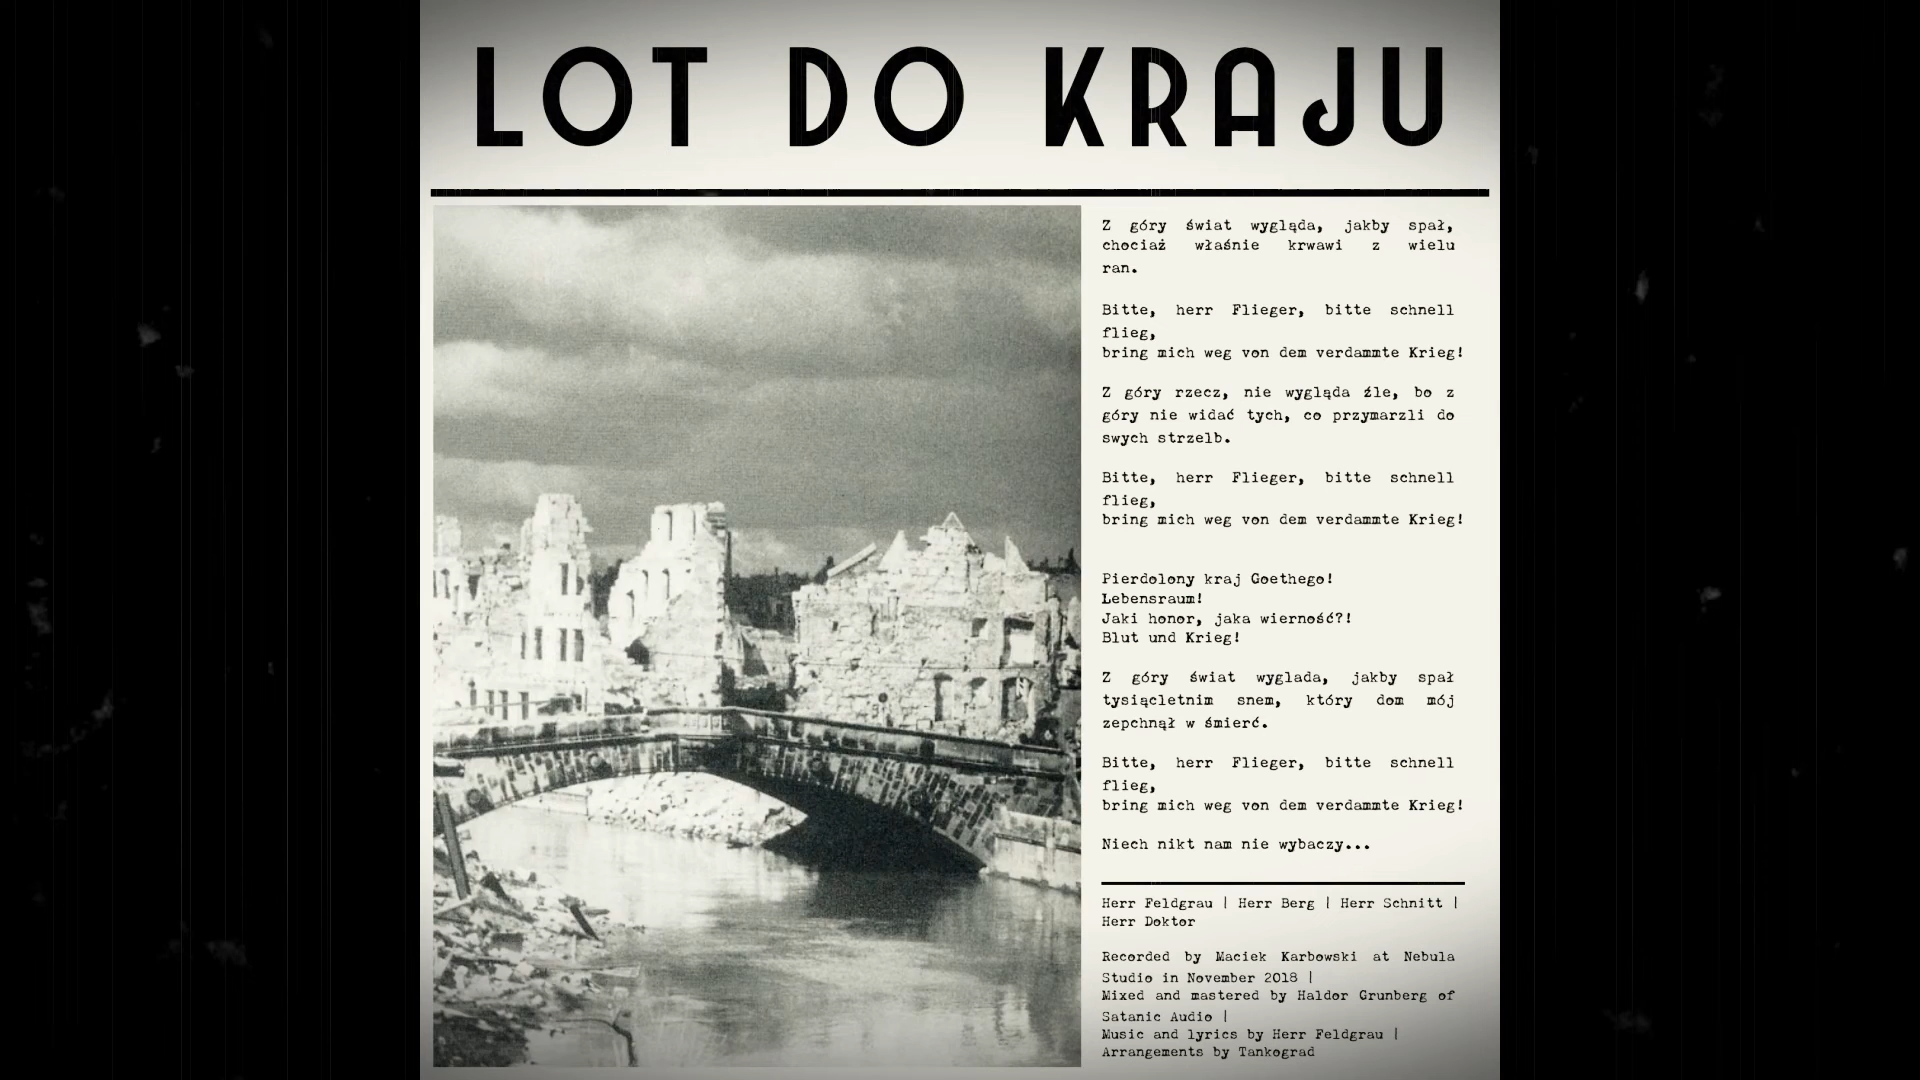 LOT DO KRAJU
Z góry świat wygląda, jakby spał,
chociaż właśnie krwawi z wielu
ran.
Bitte, herr Flieger, bitte schnell
flieg,
bring mich weg von dem verdammte Krieg!
Z góry rzecz, nie wygląda źle, bo z
góry nie widać tych, co przymarzli do
swych strzelb.
Bitte, herr Flieger, bitte schnell
flieg,
bring mich weg von dem verdammte Krieg!
Pierdolony kraj Goethego!
Lebensraum!
Jaki honor, jaka wierność?!
Blut und Krieg!
Z góry świat wyglada, jakby spał
tysiącletnim snem, który dom mój
zepchnął w śmierć.
Bitte, herr Flieger, bitte schnell
flieg,
bring mich weg von dem verdammte Krieg!
Niech nikt nam nie wybaczy...
Herr Feldgrau | Herr Berg | Herr Schnitt |
Herr Doktor
Recorded by Maciek Karbowski at Nebula
Studio in November 2018 |
Mixed and mastered by Haldor Grunberg of
Satanic Audio |
Music and lyrics by Herr Feldgrau |
Arrangements by Tankograd